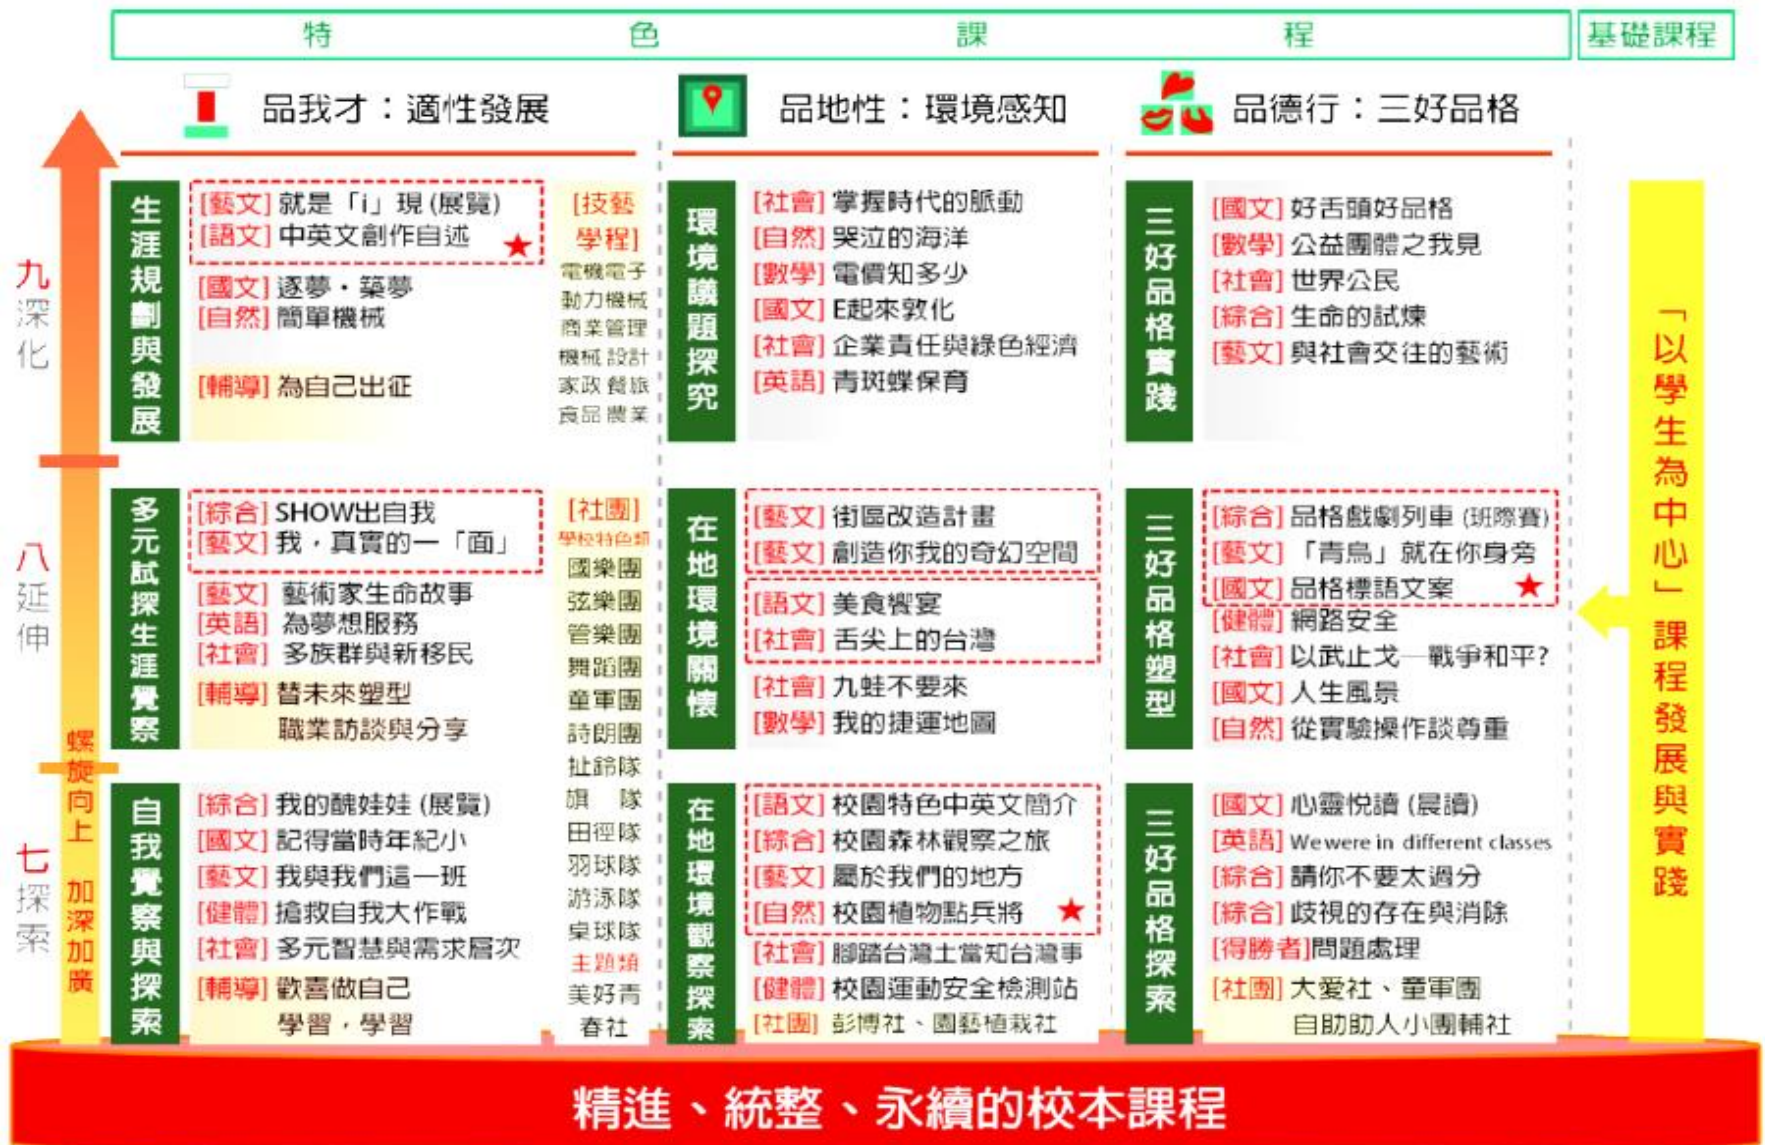 特色課程
基礎課程
品我才：適性發展
品地性：環境感知
品德行：三好品格
九
深化
生涯規劃與發展
[藝文] 就是「i」現 (展覽)
[語文] 中英文創作自述
[國文] 逐夢・築夢
[自然] 簡單機械
[輔導] 為自己出征
[技藝
學程]
電機電子
動力機械
商業管理
機械設計
家政餐旅
食品農業
環境議題探究
[社會] 掌握時代的脈動
[自然] 哭泣的海洋
[數學] 電價知多少
[國文] E起來敦化
[社會] 企業責任與綠色經濟
[英語] 青斑蝶保育
三好品格實踐
[國文] 好舌頭好品格
[數學] 公益團體之我見
[社會] 世界公民
[綜合] 生命的試煉
[藝文] 與社會交往的藝術
八
延伸
多元試探生涯覺察
[綜合] SHOW出自我
[藝文] 我，真實的一「面」
[藝文] 藝術家生命故事
[英語] 為夢想服務
[社會] 多族群與新移民
[輔導] 替未來塑型
職業訪談與分享
[社團]
學校特色類
國樂團
弦樂團
管樂團
舞蹈團
童軍團
詩朗團
扯鈴隊
旗 隊
田徑隊
羽球隊
游泳隊
桌球隊
主題類
美好青
春社
在地環境關懷
[藝文] 街區改造計畫
[藝文] 創造你我的奇幻空間
[語文] 美食饗宴
[社會] 舌尖上的台灣
[社會] 九蛙不要來
[數學] 我的捷運地圖
三好品格塑型
[綜合] 品格戲劇列車 (班際賽)
[藝文] 「青鳥」就在你身旁
[國文] 品格標語文案
[健體] 網路安全
[社會] 以武止戈—戰爭和平?
[國文] 人生風景
[自然] 從實驗操作談尊重
七
探索
螺旋向上 加深加廣
自我覺察與探索
[綜合] 我的醜娃娃 (展覽)
[國文] 記得當時年紀小
[藝文] 我與我們這一班
[健體] 搶救自我大作戰
[社會] 多元智慧與需求層次
[輔導] 歡喜做自己
學習，學習
在地環境觀察探索
[語文] 校園特色中英文簡介
[綜合] 校園森林觀察之旅
[藝文] 屬於我們的地方
[自然] 校園植物點兵將
[社會] 腳踏台灣土當知台灣事
[健體] 校園運動安全檢測站
[社團] 彭博社、園藝植栽社
三好品格探索
[國文] 心靈悅讀 (晨讀)
[英語] We were in different classes
[綜合] 請你不要太過分
[綜合] 歧視的存在與消除
[得勝者]問題處理
[社團] 大愛社、童軍團
自助助人小團輔社
「以學生為中心」課程發展與實踐
精進、統整、永續的校本課程